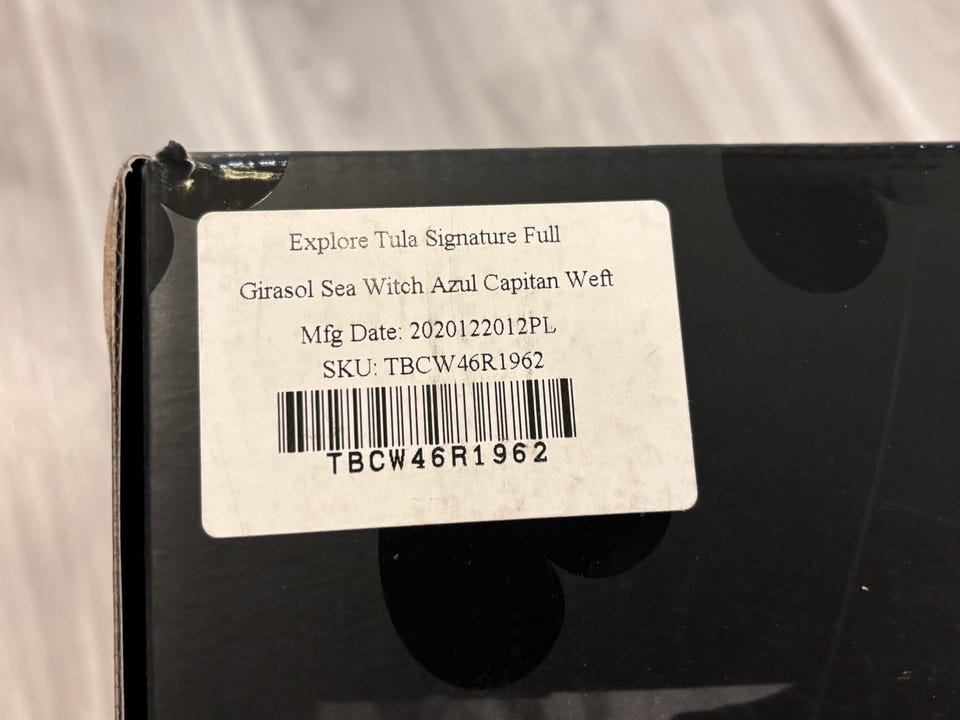 Explore Tula Signature Full
Girasol Sea Witch Azul Capitan Weft
Mfg Date: 2020122012PL
SKU: TBCW46R1962
TBCW46R1962